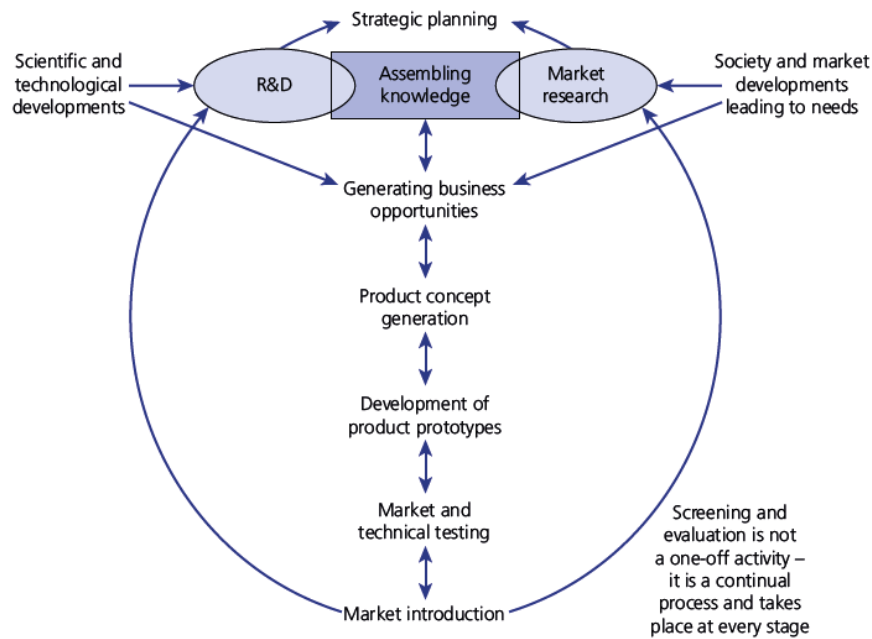 Strategic planning
Scientific and
technological
developments
R&D
Assembling
knowledge
Market
research
Society and market
developments
leading to needs
Generating business
opportunities
Product concept
generation
Development of
product prototypes
Market and
technical testing
Screening and
evaluation is not
a one-off activity –
it is a continual
process and takes
place at every stage
Market introduction